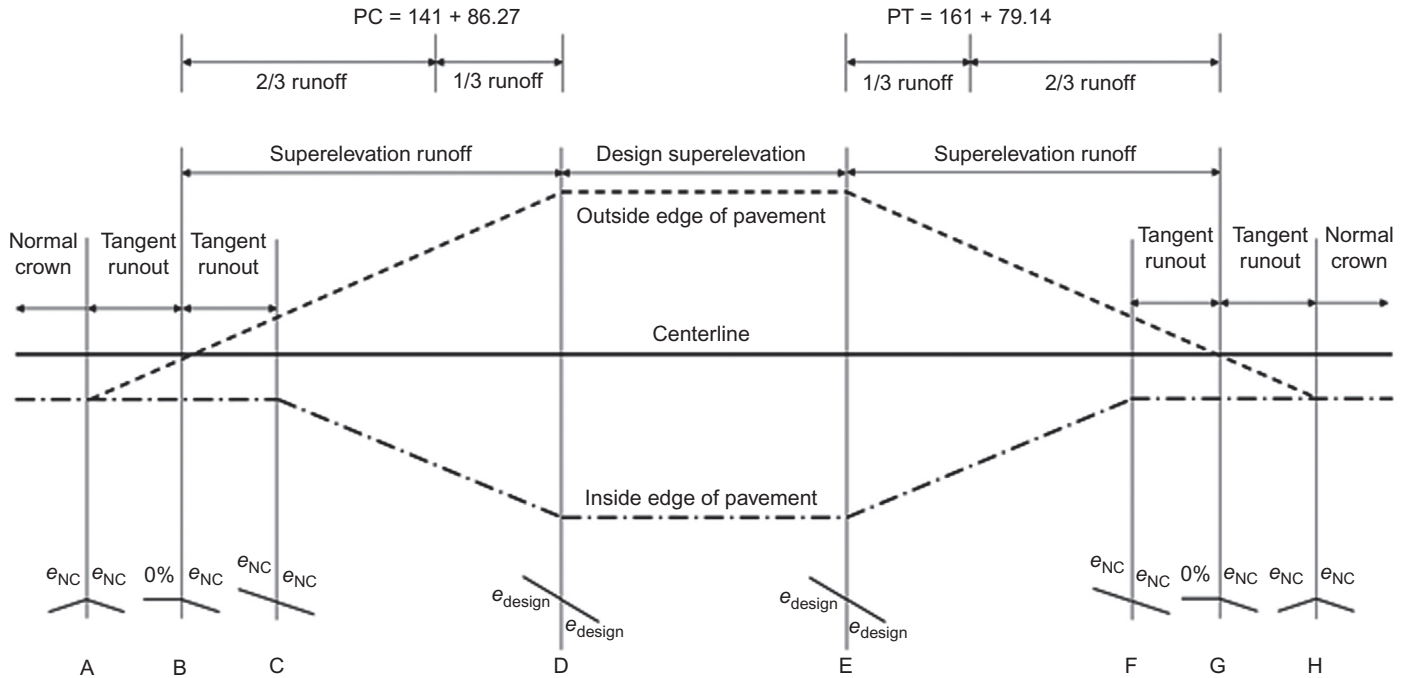 PC = 141 + 86.27 PT = 161 + 79.14
2/3 runoff 1/3 runoff 1/3 runoff 2/3 runoff
Superelevation runoff Design superelevation Superelevation runoff
Outside edge of pavement
Normal Tangent Tangent Tangent Tangent Normal
crown runout runout runout runout crown
Centerline
Inside edge of pavement
eNC eNC 0% eNC eNC eNC edesign edesign edesign edesign eNC eNC 0% eNC eNC eNC
A B C D E F G H